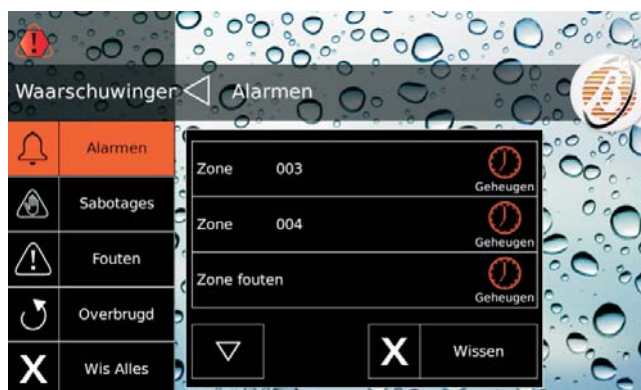 Waarschuwingen Alarmen
Alarmen
Sabotages
Fouten
Overbrugd
X Wis Alles
Zone 003
Geheugen
Zone 004
Geheugen
Zone fouten
Geheugen
X Wissen